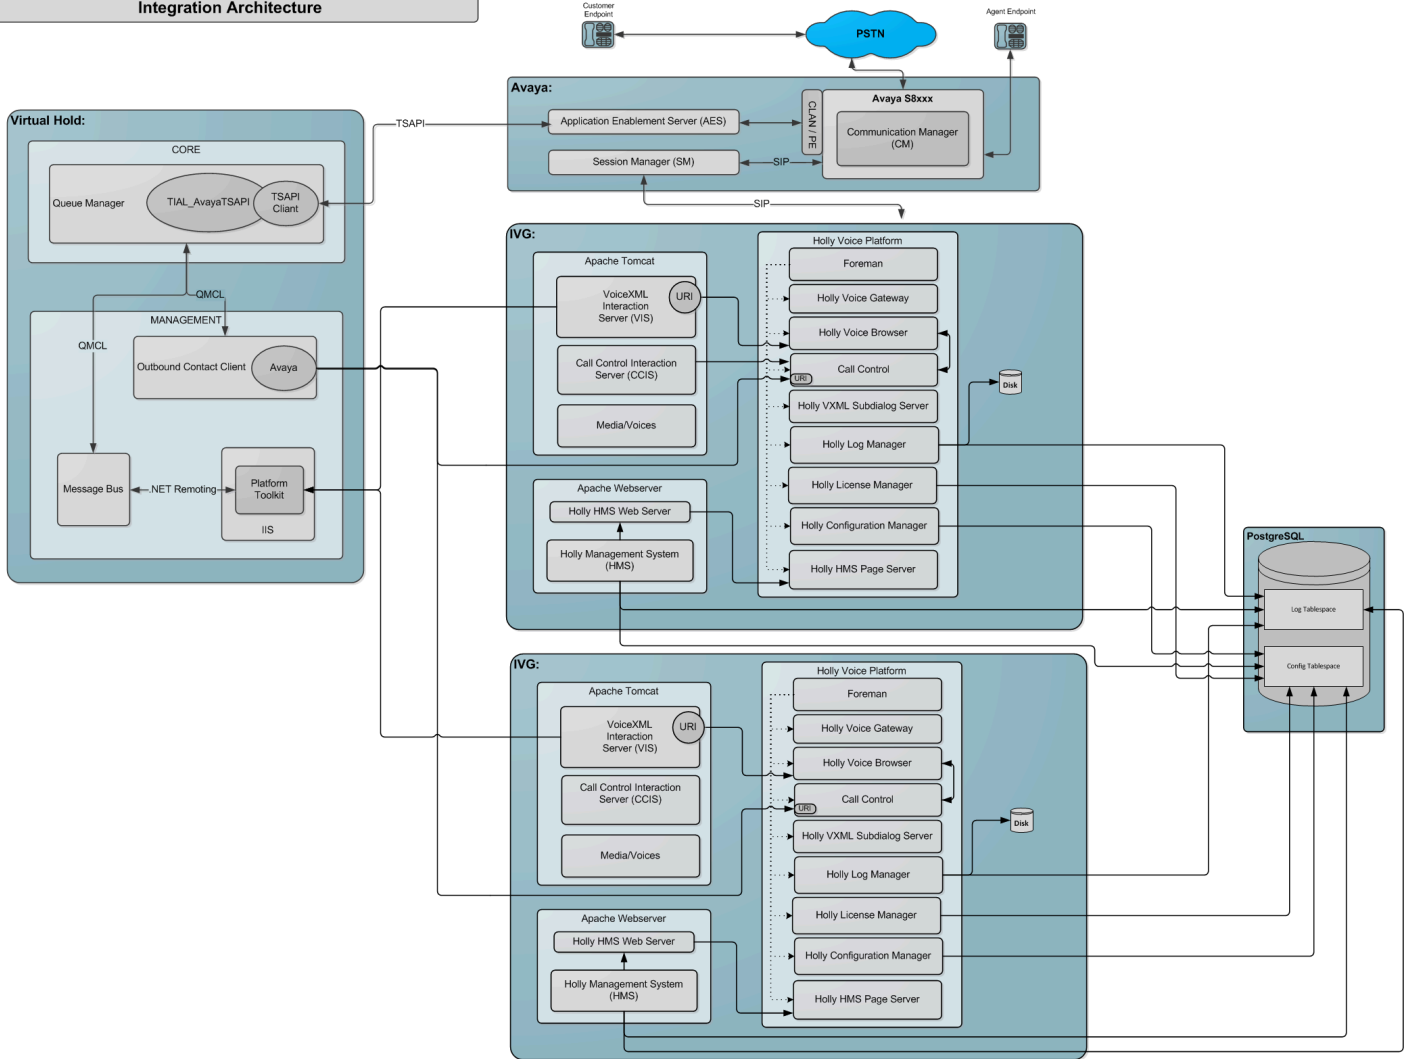 Integration Architecture
Customer
Endpoint
PSTN
Agent Endpoint
Avaya:
Application Enablement Server (AES)
Session Manager (SM)
SIP
CLAN / PE
Avaya S8xxx
Communication Manager
(CM)
TSAPI
SIP
Virtual Hold:
CORE
Queue Manager
TIAL_AvayaTSAPI
TSAPI
Client
QMCL
QMCL
MANAGEMENT
Outbound Contact Client
Avaya
Message Bus
.NET Remoting
Platform
Toolkit
IIS
IVG:
Apache Tomcat
VoiceXML
Interaction
Server (VIS)
URI
Call Control Interaction
Server (CCIS)
Media/Voices
Apache Webserver
Holly HMS Web Server
Holly Management System
(HMS)
Holly Voice Platform
Foreman
Holly Voice Gateway
Holly Voice Browser
Call Control
URI
Holly VXML Subdialog Server
Holly Log Manager
Holly License Manager
Holly Configuration Manager
Holly HMS Page Server
Disk
PostgreSQL
Log Tablespace
Config Tablespace
IVG:
Apache Tomcat
VoiceXML
Interaction
Server (VIS)
URI
Call Control Interaction
Server (CCIS)
Media/Voices
Apache Webserver
Holly HMS Web Server
Holly Management System
(HMS)
Holly Voice Platform
Foreman
Holly Voice Gateway
Holly Voice Browser
Call Control
URI
Holly VXML Subdialog Server
Holly Log Manager
Holly License Manager
Holly Configuration Manager
Holly HMS Page Server
Disk